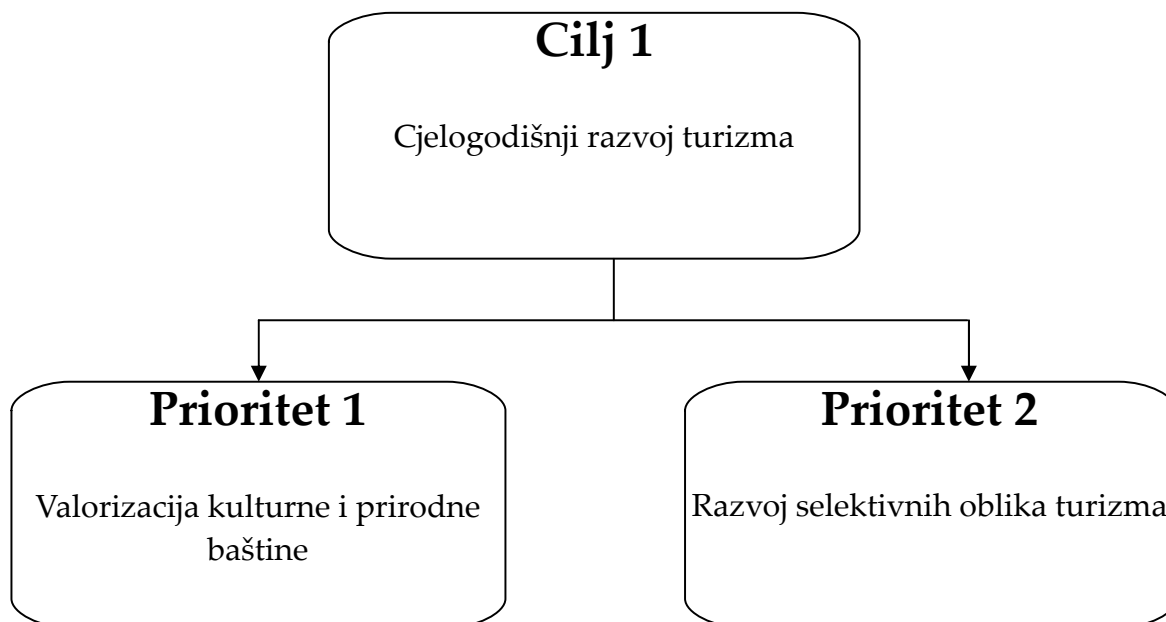 Cilj 1
Cjelogodišnji razvoj turizma
Prioritet 1
Valorizacija kulturne i prirodne
baštine
Prioritet 2
Razvoj selektivnih oblika turizma